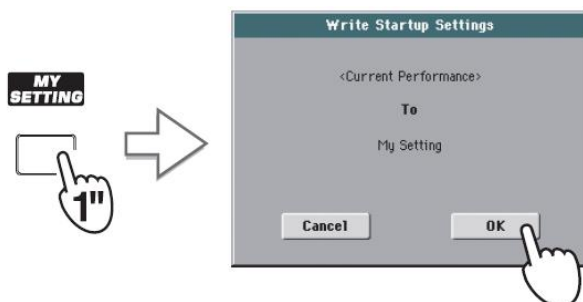 MY
SETTING
1"
Write Startup Settings
<Current Performance>
To
My Setting
Cancel
OK